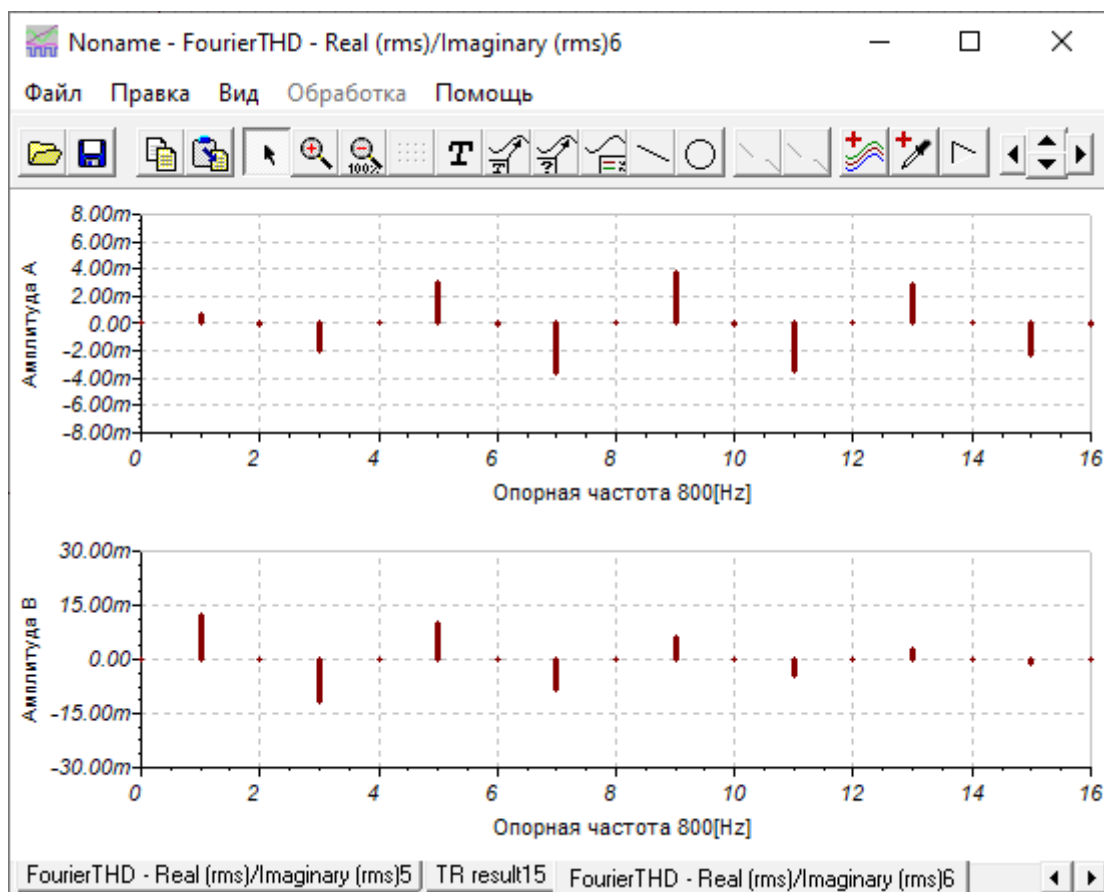 Noname - FourierTHD - Real (rms)/Imaginary (rms)6
Файл Правка Вид Обработка Помощь
100% T T ?
8.00m
6.00m
4.00m
2.00m
0.00
-2.00m
-4.00m
-6.00m
-8.00m
Амплитуда A
0 2 4 6 8 10 12 14 16
Опорная частота 800[Hz]
30.00m
15.00m
0.00
-15.00m
-30.00m
Амплитуда B
0 2 4 6 8 10 12 14 16
Опорная частота 800[Hz]
FourierTHD - Real (rms)/Imaginary (rms)5 TR result15 FourierTHD - Real (rms)/Imaginary (rms)6